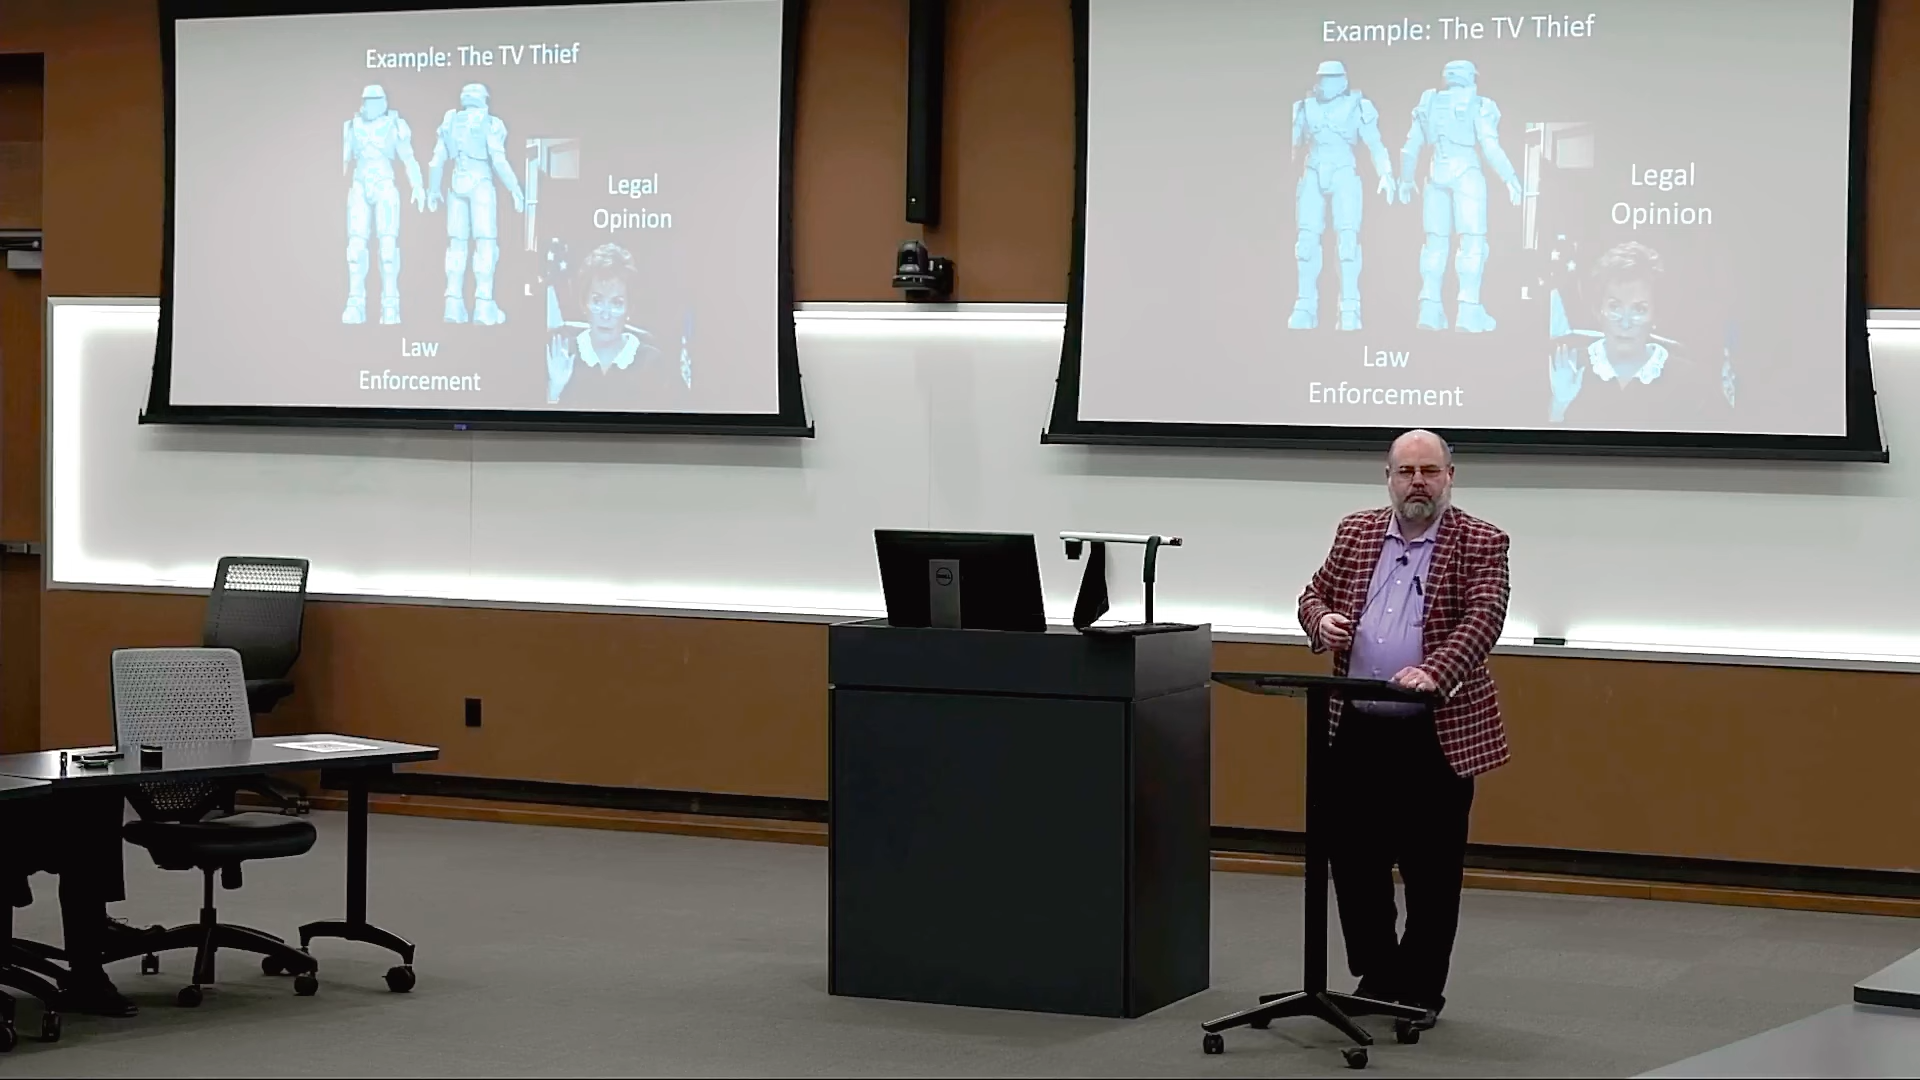 Example: The TV Thief
Legal
Opinion
Law
Enforcement
Example: The TV Thief
Legal
Opinion
Law
Enforcement
DELL